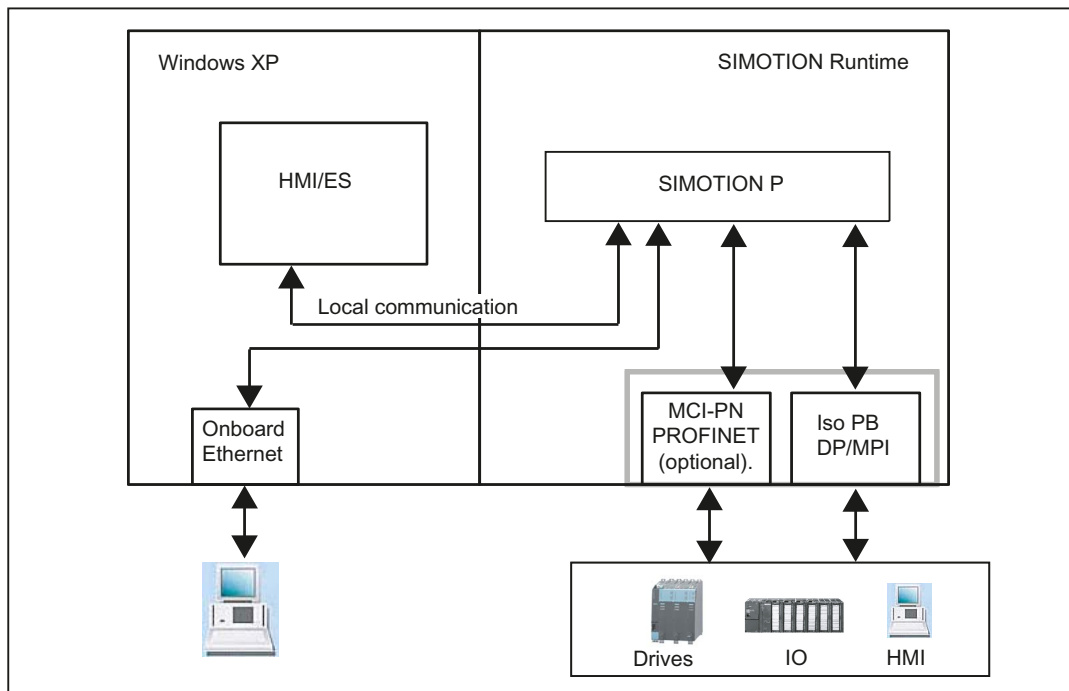 Windows XP
SIMOTION Runtime
HMI/ES
SIMOTION P
Local communication
Onboard
Ethernet
MCI-PN
PROFINET
(optional).
Iso PB
DP/MPI
Drives
IO
HMI